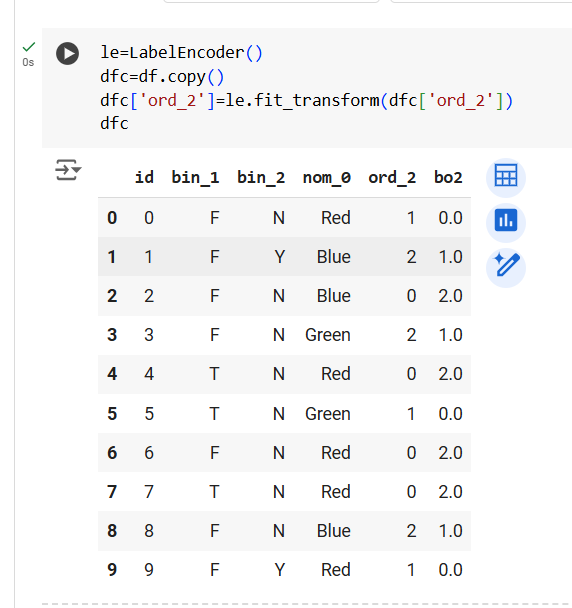 0s
le=LabelEncoder()
dfc=df.copy()
dfc['ord_2']=le.fit_transform(dfc['ord_2'])
dfc
id bin_1 bin_2 nom_0 ord_2 bo2
0 0 F N Red 1 0.0
1 1 F Y Blue 2 1.0
2 2 F N Blue 0 2.0
3 3 F N Green 2 1.0
4 4 T N Red 0 2.0
5 5 T N Green 1 0.0
6 6 F N Red 0 2.0
7 7 T N Red 0 2.0
8 8 F N Blue 2 1.0
9 9 F Y Red 1 0.0